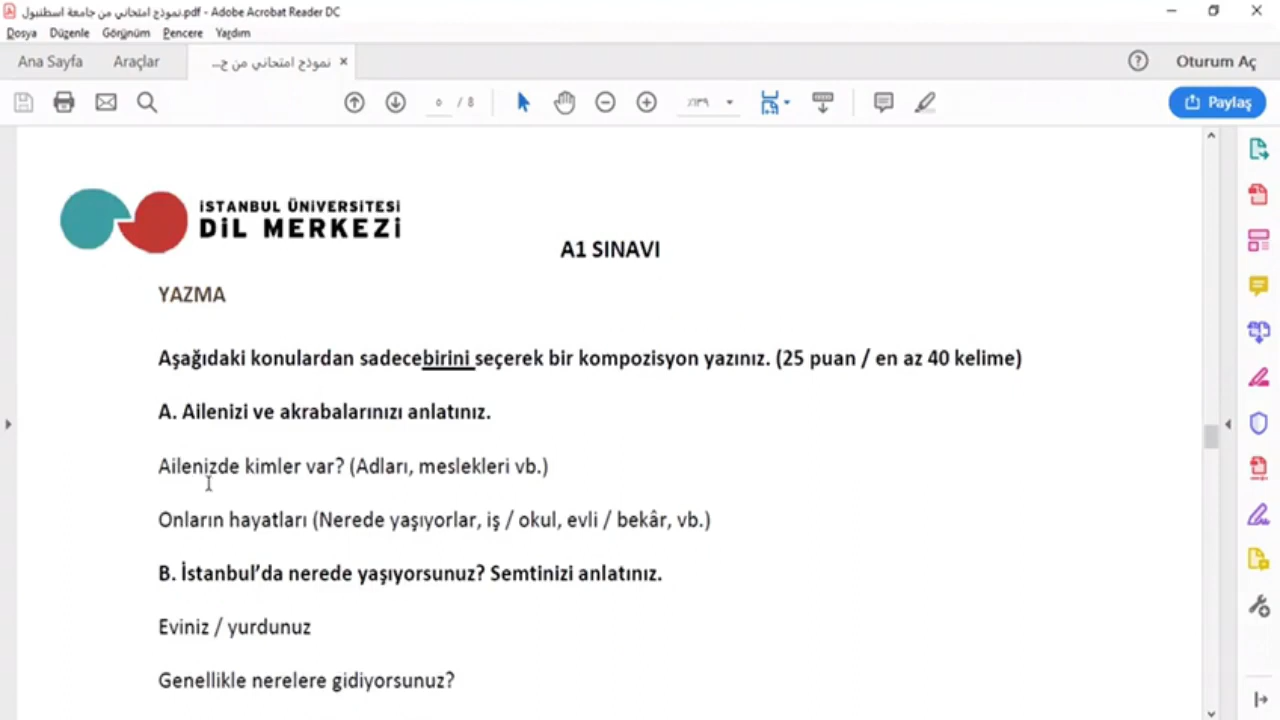 نموذج امتحاني من جامعة اسطنبول.pdf - Adobe Acrobat Reader DC
Dosya Düzenle Görünüm Pencere Yardım
Ana Sayfa Araçlar نموذج امتحاني من ج... × Oturum Aç
٥ / 8 ٪١٣٩ Paylaş
İSTANBUL ÜNİVERSİTESİ
DİL MERKEZİ
A1 SINAVI
YAZMA
Aşağıdaki konulardan sadecebirini seçerek bir kompozisyon yazınız. (25 puan / en az 40 kelime)
A. Ailenizi ve akrabalarınızı anlatınız.
Ailenizde kimler var? (Adları, meslekleri vb.)
Onların hayatları (Nerede yaşıyorlar, iş / okul, evli / bekâr, vb.)
B. İstanbul’da nerede yaşıyorsunuz? Semtinizi anlatınız.
Eviniz / yurdunuz
Genellikle nerelere gidiyorsunuz?